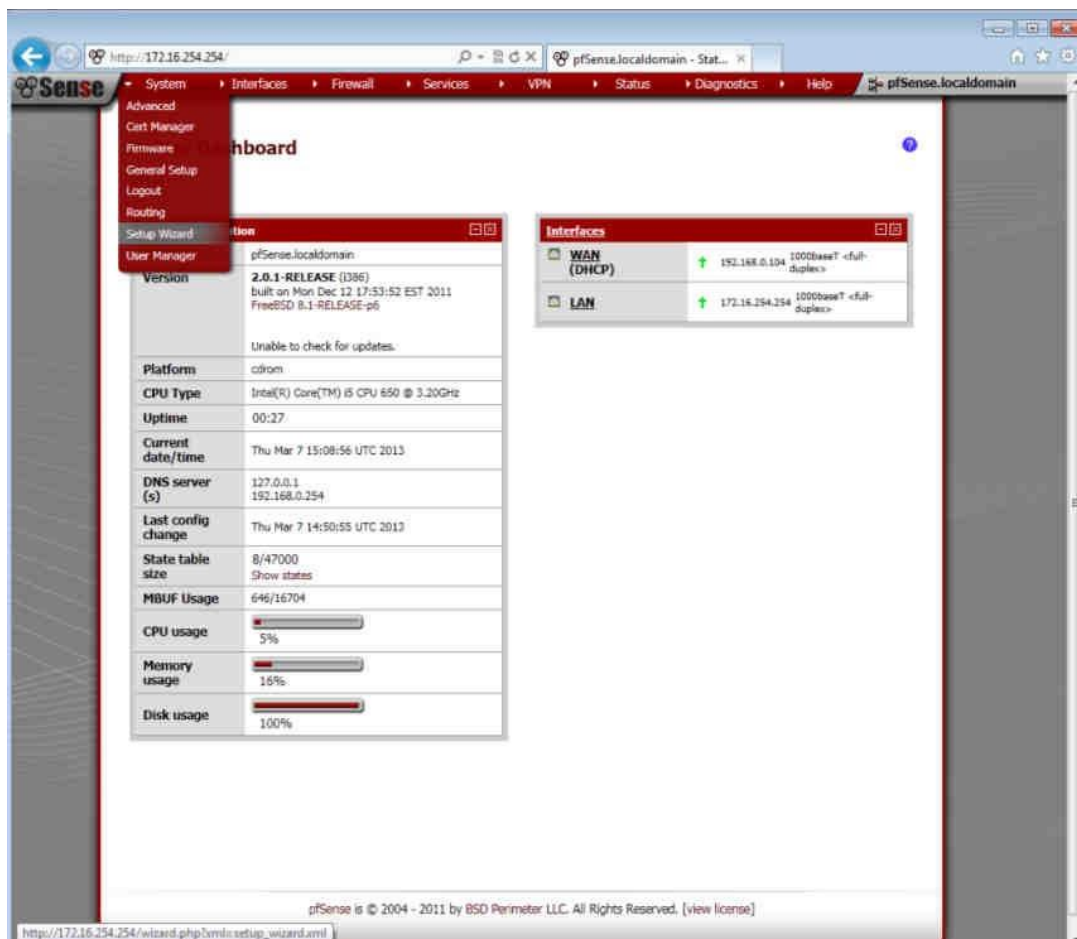 http://172.16.254.254/
pfSense.localdomain - Stat...
Sense
System
Interfaces
Firewall
Services
VPN
Status
Diagnostics
Help
pfSense.localdomain
Advanced
Cert Manager
Firmware
General Setup
Logout
Routing
Setup Wizard
User Manager
hboard
tion
pfSense.localdomain
Version
2.0.1-RELEASE (i386)
built on Mon Dec 12 17:53:52 EST 2011
FreeBSD 8.1-RELEASE-p6
Unable to check for updates.
Platform
cdrom
CPU Type
Intel(R) Core(TM) i5 CPU 650 @ 3.20GHz
Uptime
00:27
Current
date/time
Thu Mar 7 15:08:56 UTC 2013
DNS server
(s)
127.0.0.1
192.168.0.254
Last config
change
Thu Mar 7 14:50:55 UTC 2013
State table
size
8/47000
Show states
MBUF Usage
646/16704
CPU usage
5%
Memory
usage
16%
Disk usage
100%
Interfaces
WAN
(DHCP)
192.168.0.104
1000baseT <full-
duplex>
LAN
172.16.254.254
1000baseT <full-
duplex>
pfSense is © 2004 - 2011 by BSD Perimeter LLC. All Rights Reserved. [view license]
http://172.16.254.254/wizard.php?xml=setup_wizard.xml